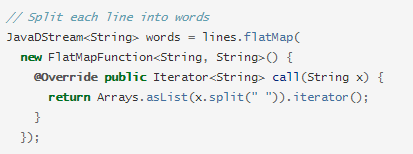 // Split each line into words
JavaDStream<String> words = lines.flatMap(
  new FlatMapFunction<String, String>() {
    @Override public Iterator<String> call(String x) {
      return Arrays.asList(x.split(" ")).iterator();
    }
  });